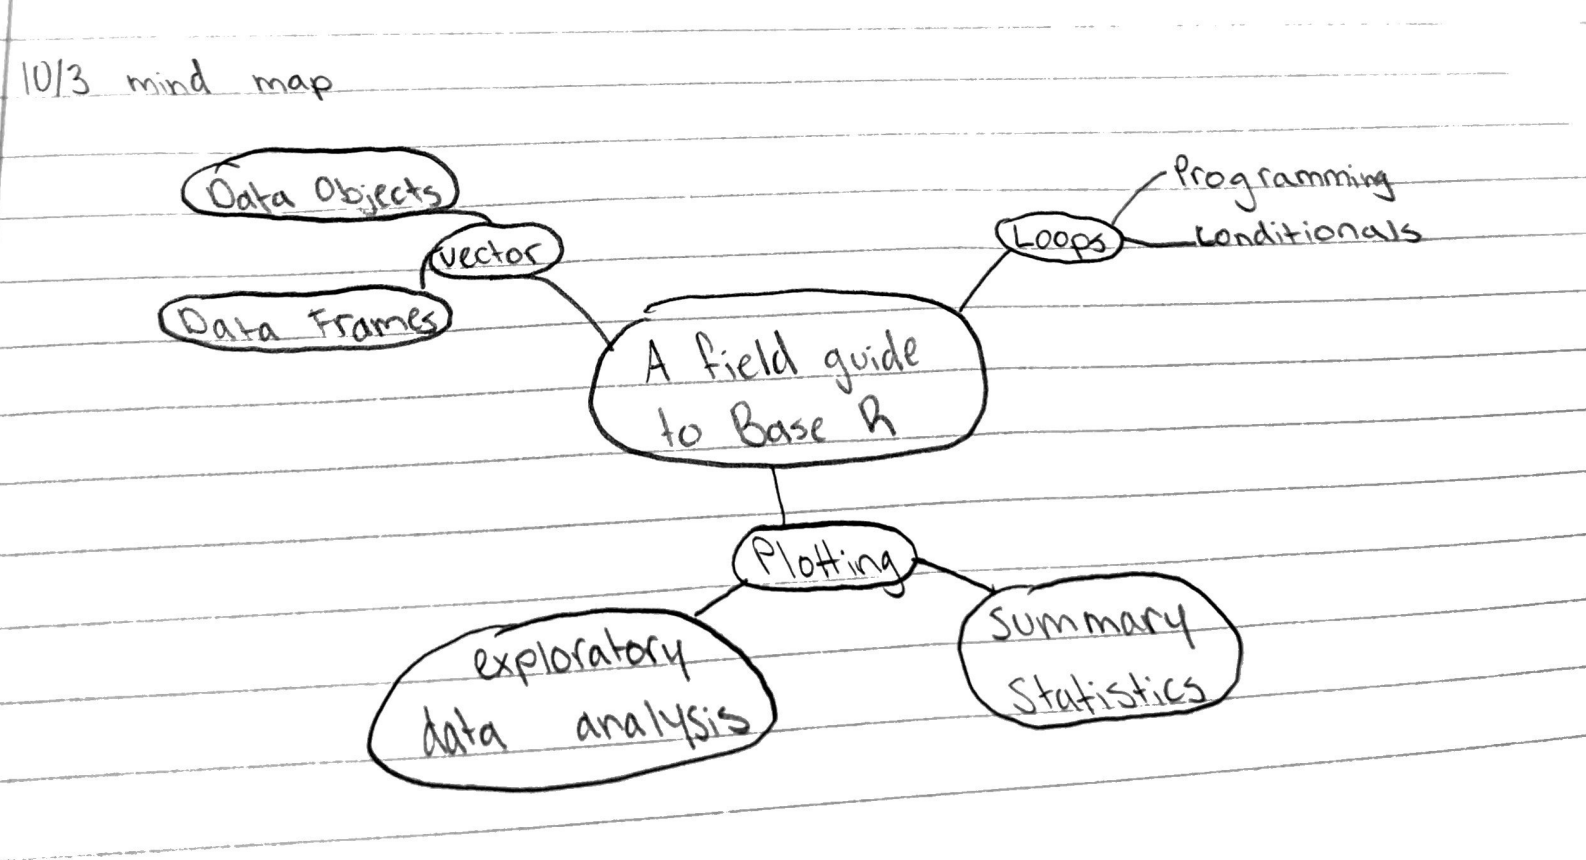 10/3 mind map
Data Objects
vector
Data Frames
Loops
Programming
conditionals
A field guide
to Base R
Plotting
exploratory
data analysis
summary
Statistics